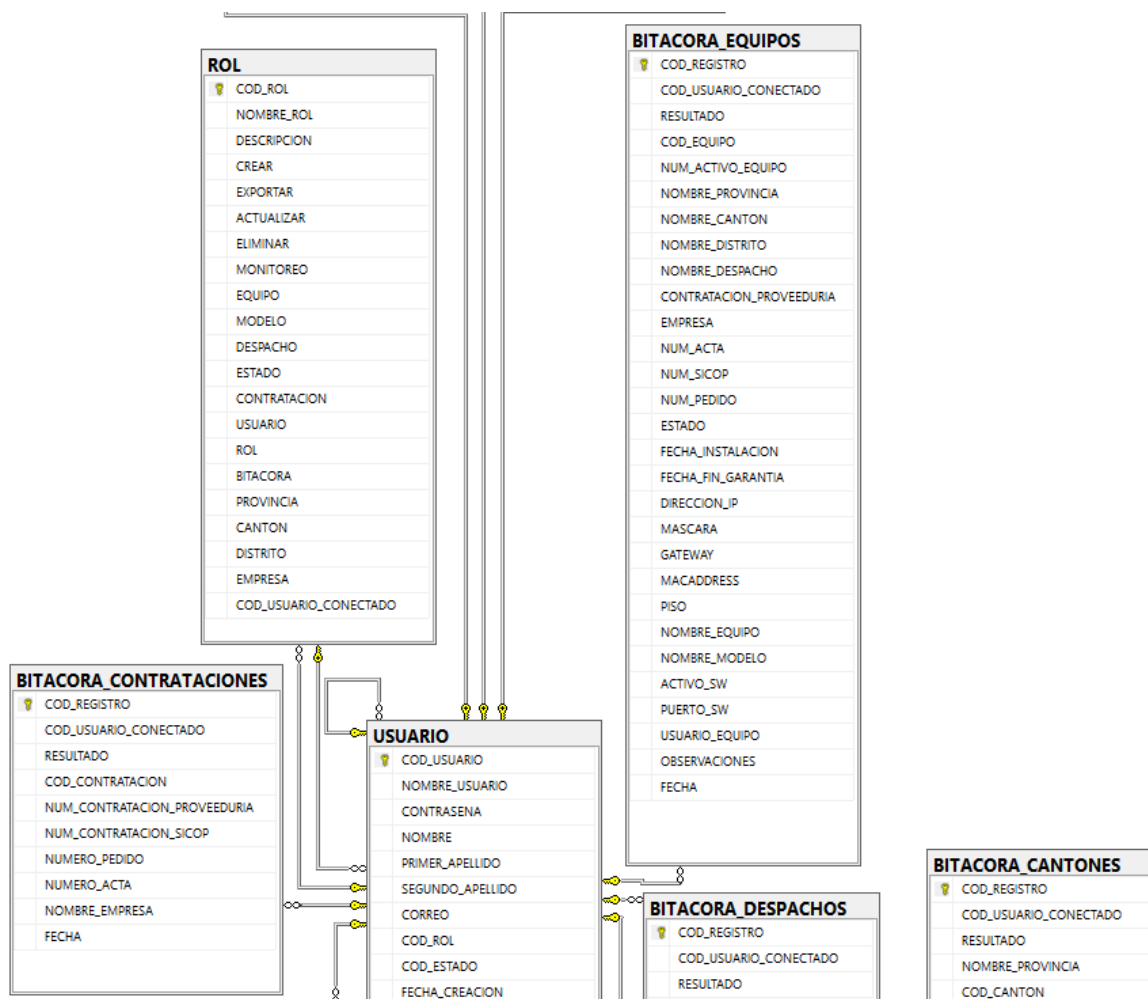 ROL
COD_ROL
NOMBRE_ROL
DESCRIPCION
CREAR
EXPORTAR
ACTUALIZAR
ELIMINAR
MONITOREO
EQUIPO
MODELO
DESPACHO
ESTADO
CONTRATACION
USUARIO
ROL
BITACORA
PROVINCIA
CANTON
DISTRITO
EMPRESA
COD_USUARIO_CONECTADO
BITACORA_EQUIPOS
COD_REGISTRO
COD_USUARIO_CONECTADO
RESULTADO
COD_EQUIPO
NUM_ACTIVO_EQUIPO
NOMBRE_PROVINCIA
NOMBRE_CANTON
NOMBRE_DISTRITO
NOMBRE_DESPACHO
CONTRATACION_PROVEEDURIA
EMPRESA
NUM_ACTA
NUM_SICOP
NUM_PEDIDO
ESTADO
FECHA_INSTALACION
FECHA_FIN_GARANTIA
DIRECCION_IP
MASCARA
GATEWAY
MACADDRESS
PISO
NOMBRE_EQUIPO
NOMBRE_MODELO
ACTIVO_SW
PUERTO_SW
USUARIO_EQUIPO
OBSERVACIONES
FECHA
BITACORA_CONTRATACIONES
COD_REGISTRO
COD_USUARIO_CONECTADO
RESULTADO
COD_CONTRATACION
NUM_CONTRATACION_PROVEEDURIA
NUM_CONTRATACION_SICOP
NUMERO_PEDIDO
NUMERO_ACTA
NOMBRE_EMPRESA
FECHA
USUARIO
COD_USUARIO
NOMBRE_USUARIO
CONTRASENA
NOMBRE
PRIMER_APELLIDO
SEGUNDO_APELLIDO
CORREO
COD_ROL
COD_ESTADO
FECHA_CREACION
BITACORA_DESPACHOS
COD_REGISTRO
COD_USUARIO_CONECTADO
RESULTADO
BITACORA_CANTONES
COD_REGISTRO
COD_USUARIO_CONECTADO
RESULTADO
NOMBRE_PROVINCIA
COD_CANTON